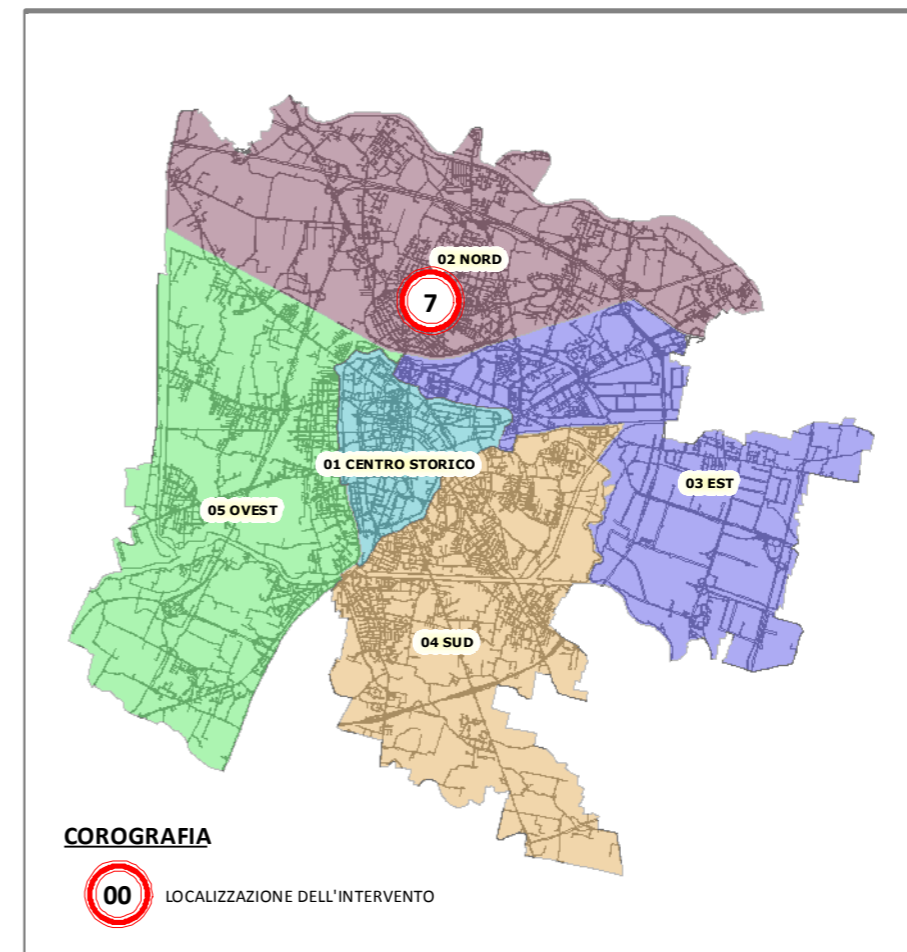 02 NORD
7
01 CENTRO STORICO
03 EST
05 OVEST
04 SUD
COROGRAFIA
00 LOCALIZZAZIONE DELL'INTERVENTO